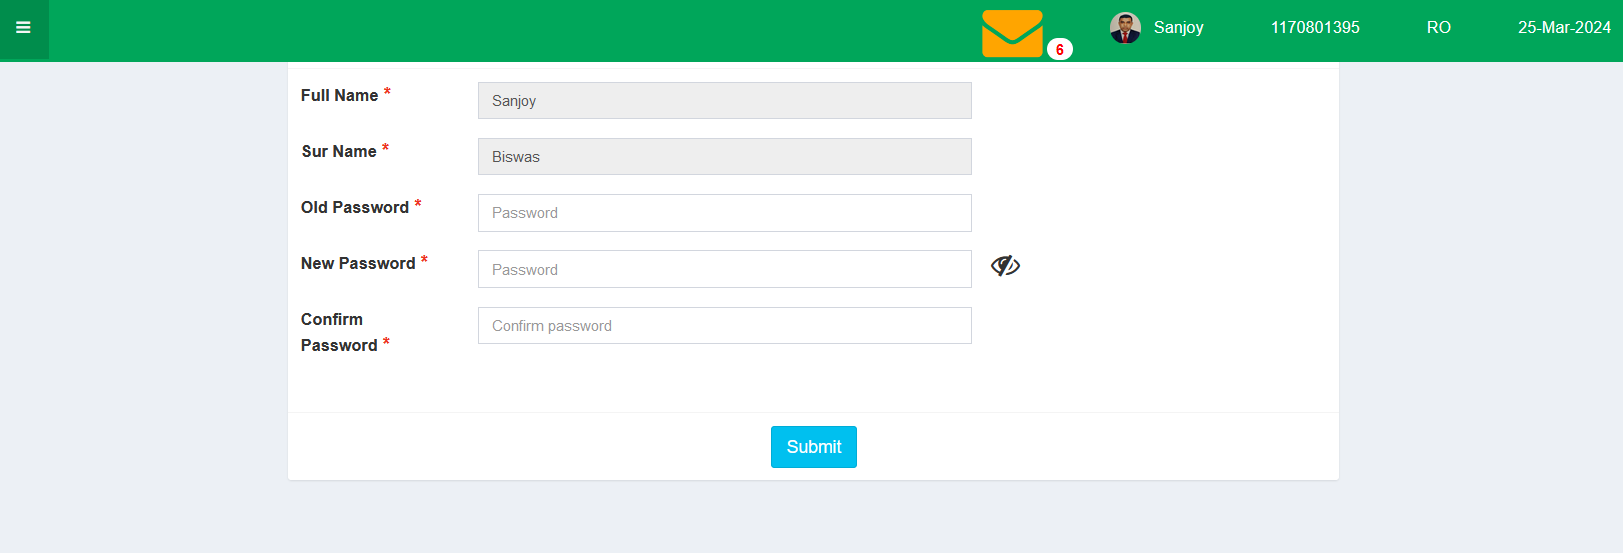 6 Sanjoy 1170801395 RO 25-Mar-2024
Full Name * Sanjoy
Sur Name * Biswas
Old Password * Password
New Password * Password
Confirm Password * Confirm password
Submit